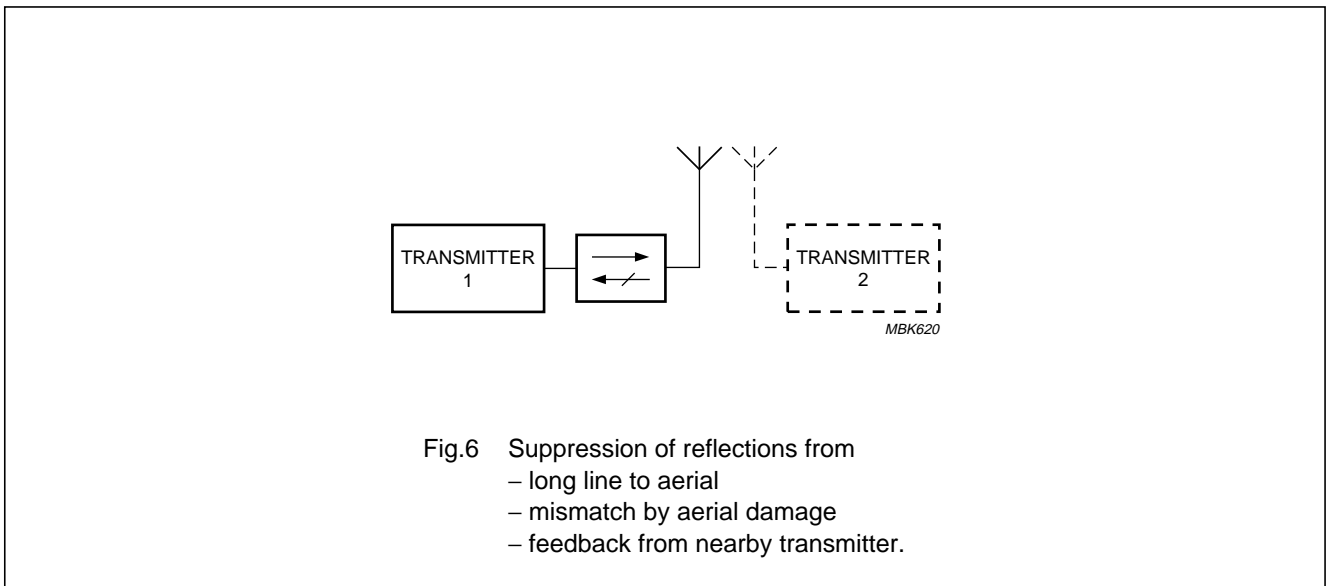 TRANSMITTER
1
TRANSMITTER
2
MBK620
Fig.6 Suppression of reflections from
– long line to aerial
– mismatch by aerial damage
– feedback from nearby transmitter.